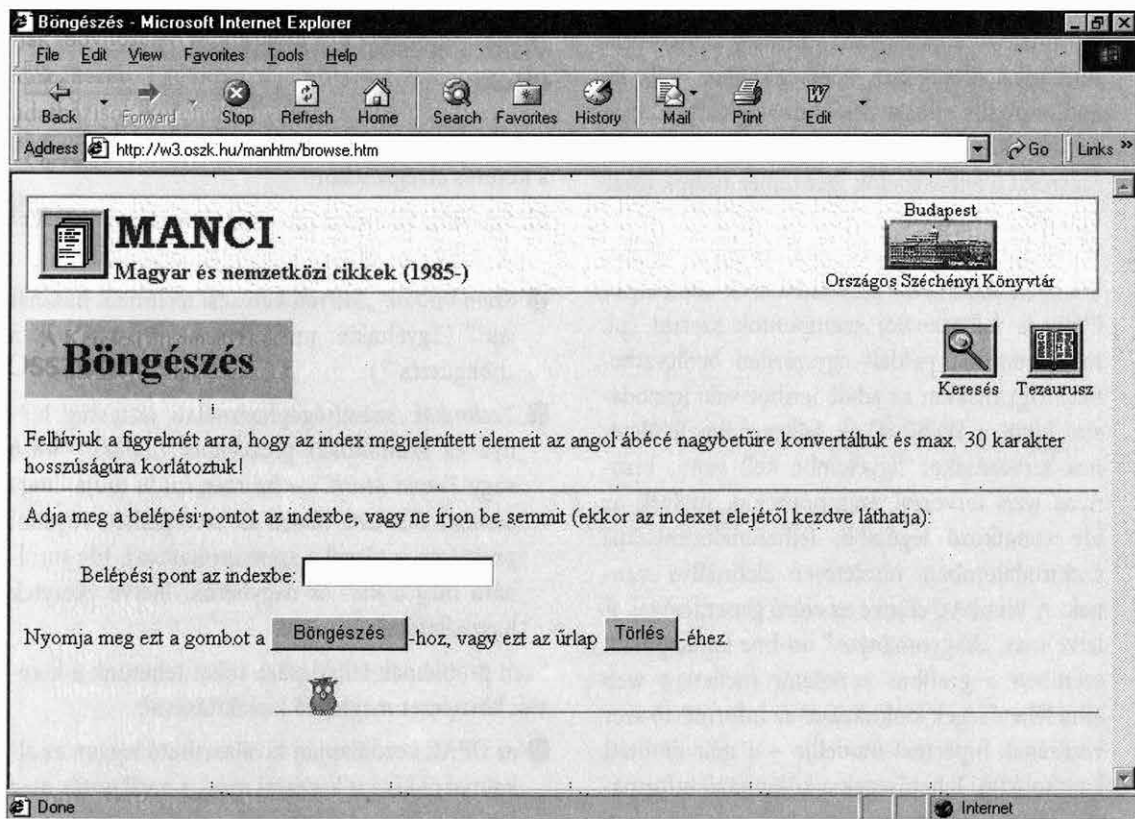 Böngészés - Microsoft Internet Explorer
File Edit View Favorites Tools Help
Back Forward Stop Refresh Home Search Favorites History Mail Print Edit
Address http://w3.oszk.hu/manhtm/browse.htm Go Links »
MANCI
Magyar és nemzetközi cikkek (1985-)
Budapest
Országos Széchényi Könyvtár
Böngészés
Keresés Tezaurusz
Felhívjuk a figyelmét arra, hogy az index megjelenített elemeit az angol ábécé nagybetűire konvertáltuk és max. 30 karakter
hosszúságúra korlátoztuk!
Adja meg a belépési pontot az indexbe, vagy ne írjon be semmit (ekkor az indexet elejétől kezdve láthatja):
Belépési pont az indexbe:
Nyomja meg ezt a gombot a Böngészés -hoz, vagy ezt az űrlap Törlés -éhez.
Done Internet